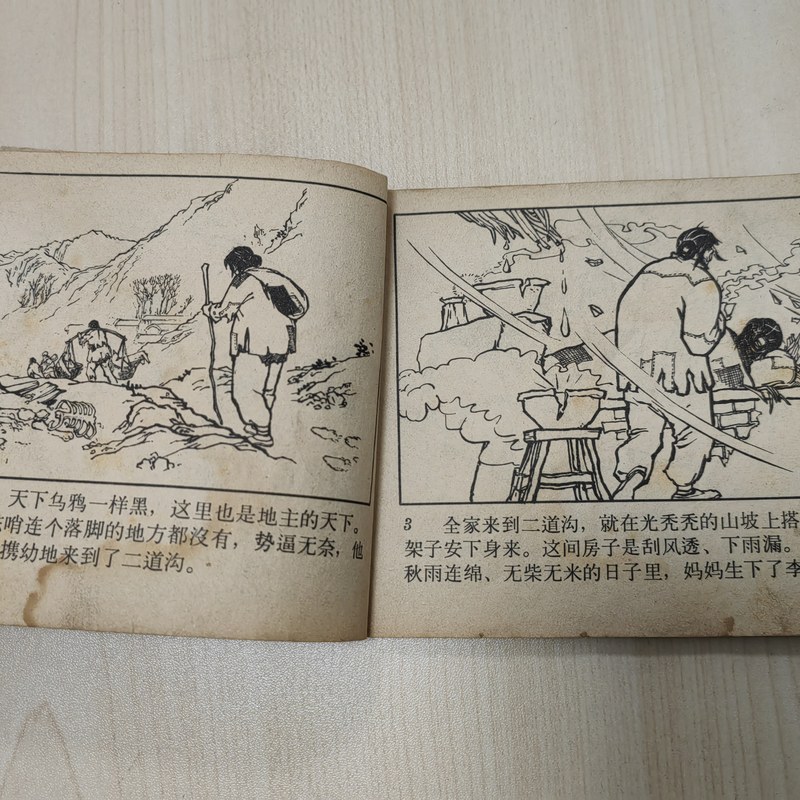 天下乌鸦一样黑，这里也是地主的天下。
哨连个落脚的地方都沒有，势逼无奈，他
携幼地来到了二道沟。
3 全家来到二道沟，就在光秃秃的山坡上搭
架子安下身来。这间房子是刮风透、下雨漏。
秋雨连绵、无柴无米的日子里，妈妈生下了李